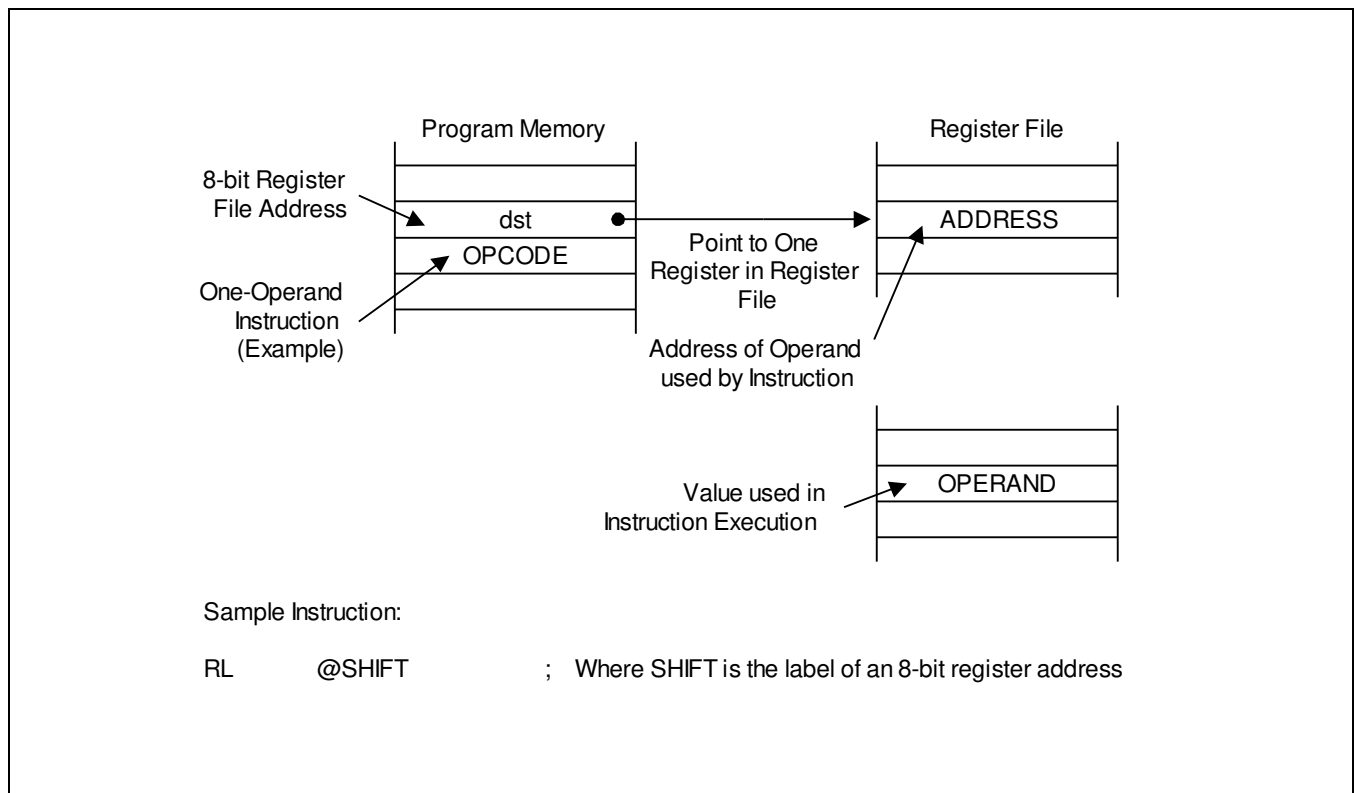 Program Memory
Register File
8-bit Register
File Address
dst
ADDRESS
OPCODE
Point to One
Register in Register
File
One-Operand
Instruction
(Example)
Address of Operand
used by Instruction
OPERAND
Value used in
Instruction Execution
Sample Instruction:
RL @SHIFT ; Where SHIFT is the label of an 8-bit register address